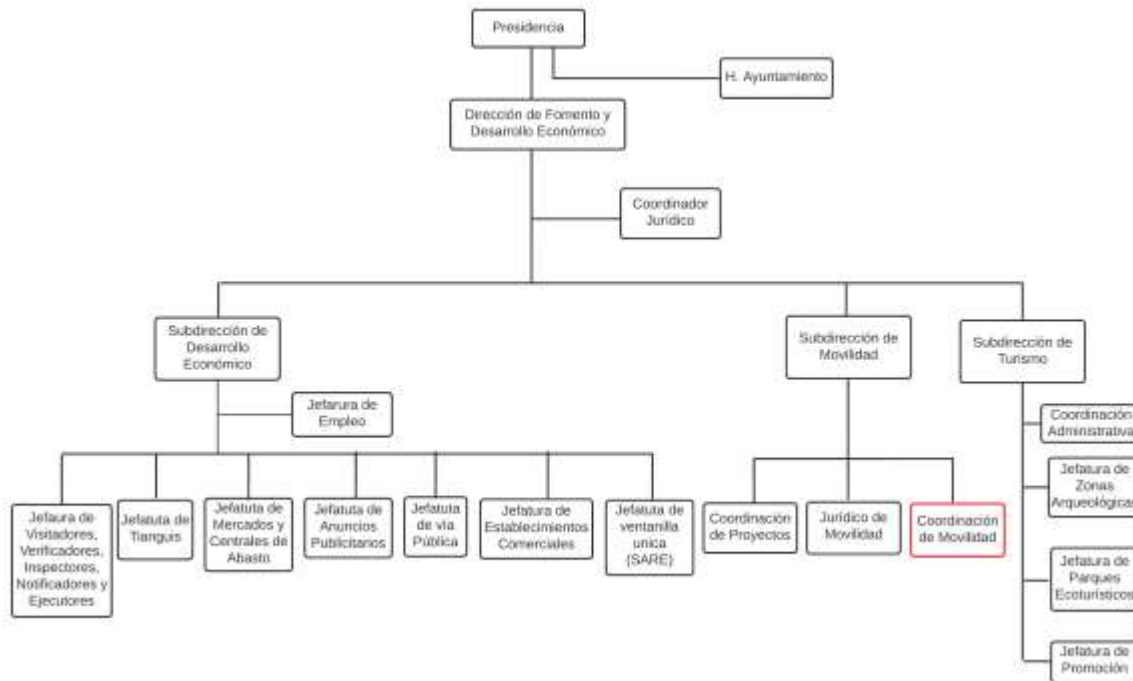 Presidencia
H. Ayuntamiento
Dirección de Fomento y
Desarrollo Económico
Coordinador
Jurídico
Subdirección de
Desarrollo
Económico
Subdirección de
Movilidad
Subdirección de
Turismo
Jefarura de
Empleo
Jefaura de
Visitadores,
Verificadores,
Inspectores,
Notificadores y
Ejecutores
Jefatuta de
Tianguis
Jefatuta de
Mercados y
Centrales de
Abasto
Jefatura de
Anuncios
Publicitarios
Jefatuta
de vía
Pública
Jefatura de
Establecimientos
Comerciales
Jefatuta de
ventanilla
unica
(SARE)
Coordinación
de Proyectos
Jurídico de
Movilidad
Coordinación
de Movilidad
Coordinación
Administrativa
Jefatura de
Zonas
Arqueológicas
Jefatura de
Parques
Ecoturísticos
Jefatura de
Promoción